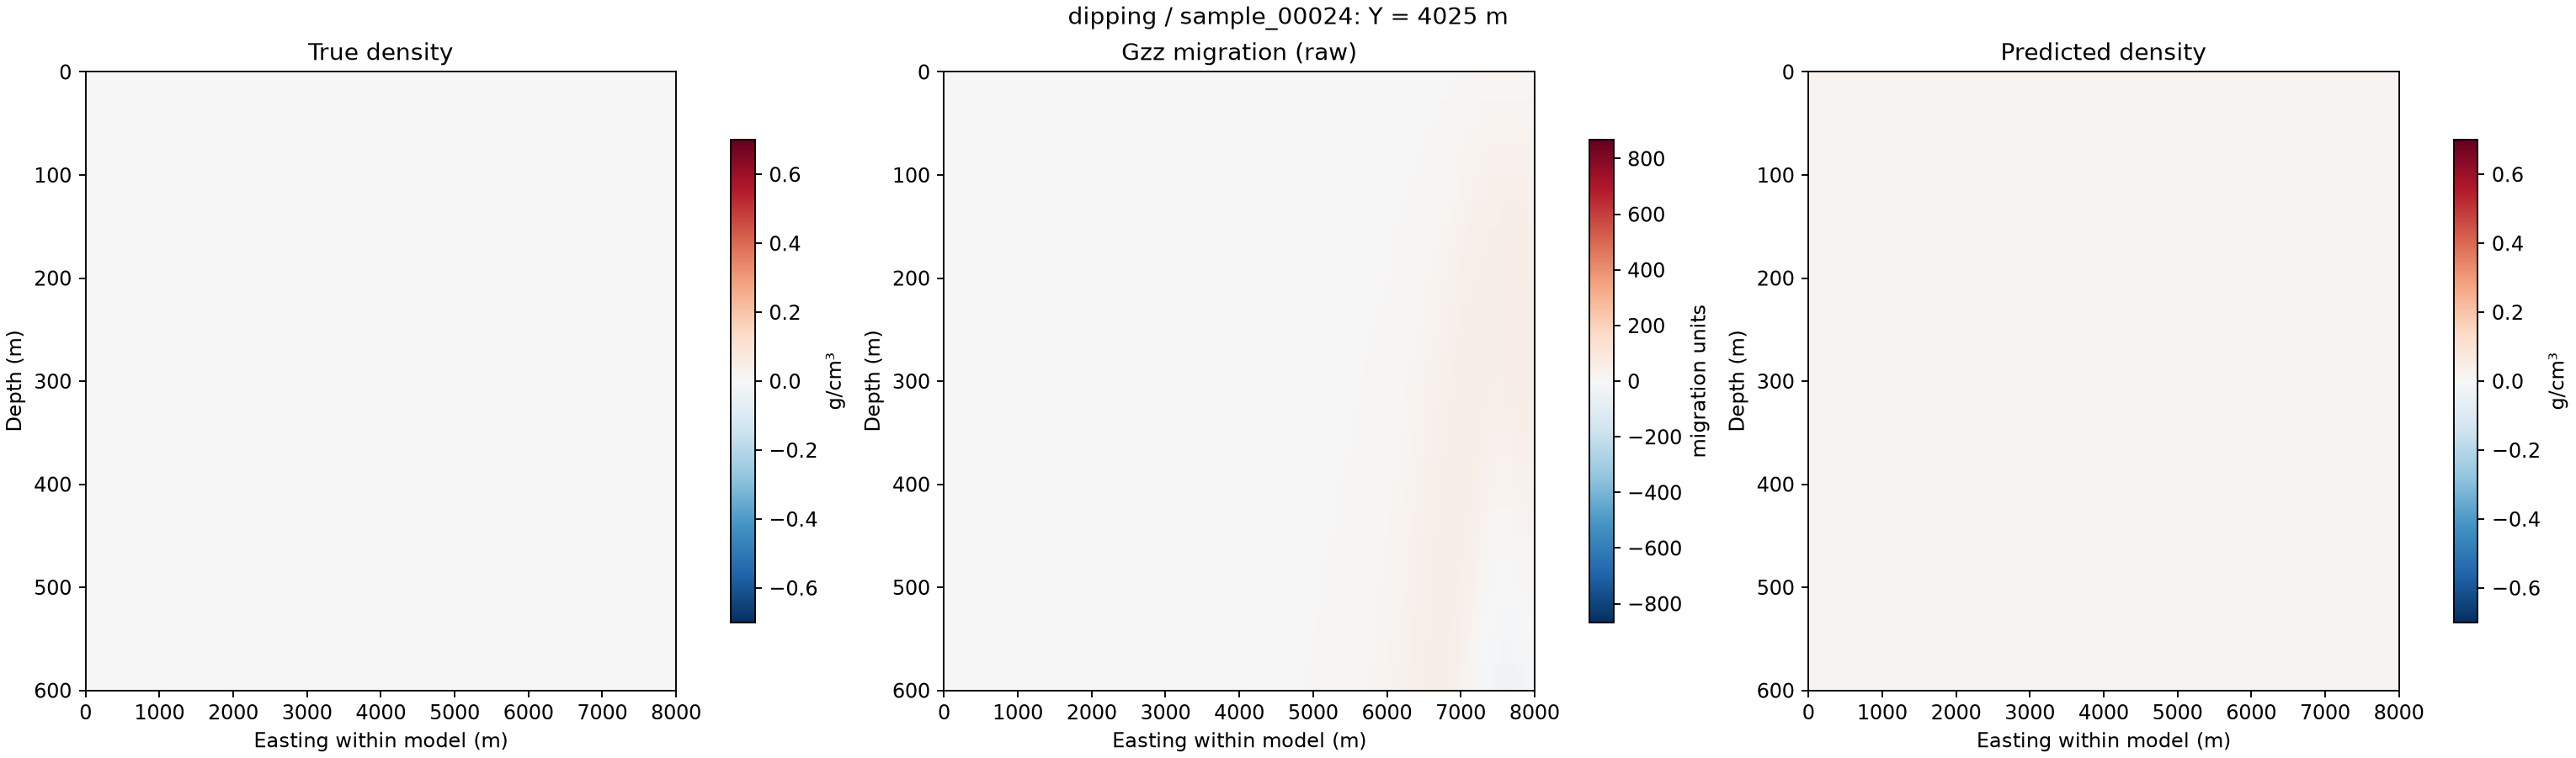 dipping / sample_00024: Y = 4025 m
True density
0
100
200
300
400
500
600
Depth (m)
0 1000 2000 3000 4000 5000 6000 7000 8000
Easting within model (m)
0.6
0.4
0.2
0.0
−0.2
−0.4
−0.6
g/cm³
Gzz migration (raw)
0
100
200
300
400
500
600
Depth (m)
0 1000 2000 3000 4000 5000 6000 7000 8000
Easting within model (m)
800
600
400
200
0
−200
−400
−600
−800
migration units
Predicted density
0
100
200
300
400
500
600
Depth (m)
0 1000 2000 3000 4000 5000 6000 7000 8000
Easting within model (m)
0.6
0.4
0.2
0.0
−0.2
−0.4
−0.6
g/cm³